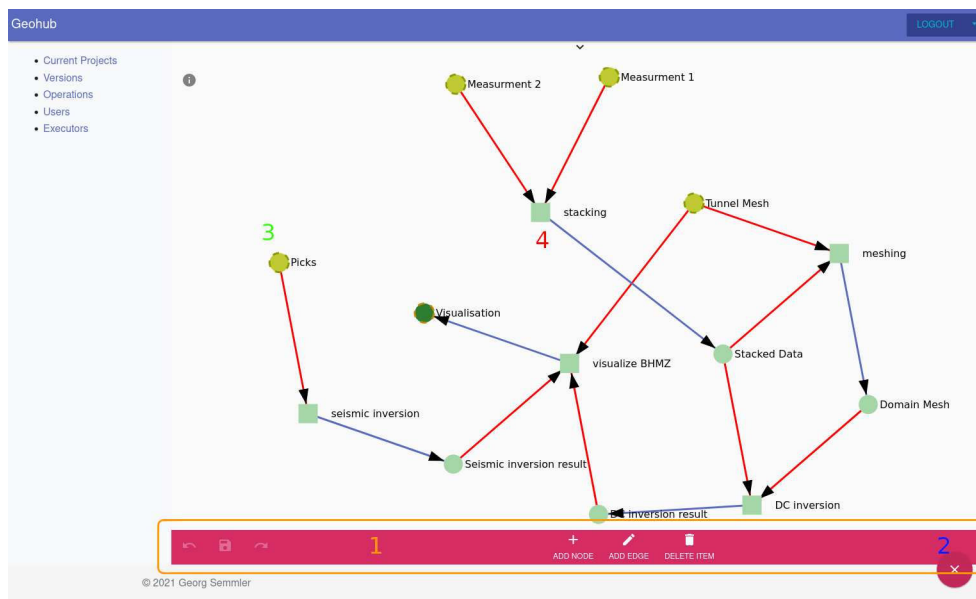 Geohub
LOGOUT
Current Projects
Versions
Operations
Users
Executors
Measurment 2
Measurment 1
Tunnel Mesh
stacking
3
4
meshing
Picks
Visualisation
Stacked Data
visualize BHMZ
Domain Mesh
seismic inversion
Seismic inversion result
DC inversion
DC inversion result
1
2
ADD NODE
ADD EDGE
DELETE ITEM
© 2021 Georg Semmler